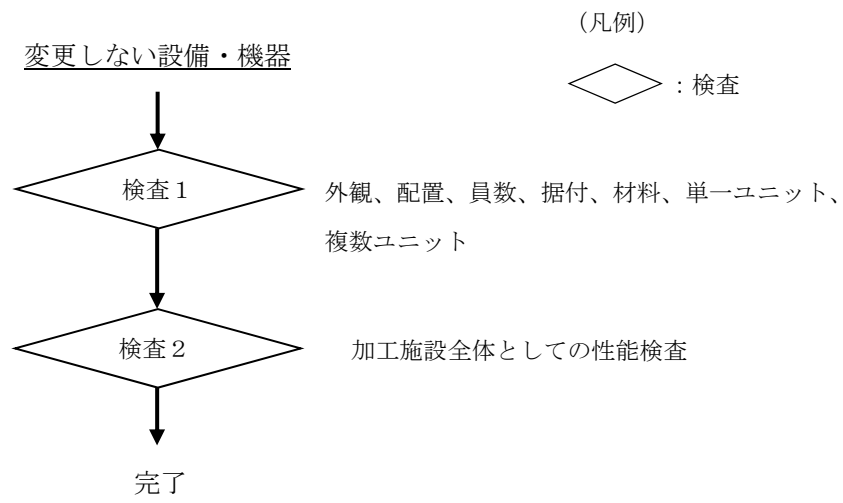 （凡例）
変更しない設備・機器
：検査
検査１
外観、配置、員数、据付、材料、単一ユニット、
複数ユニット
検査２
加工施設全体としての性能検査
完了